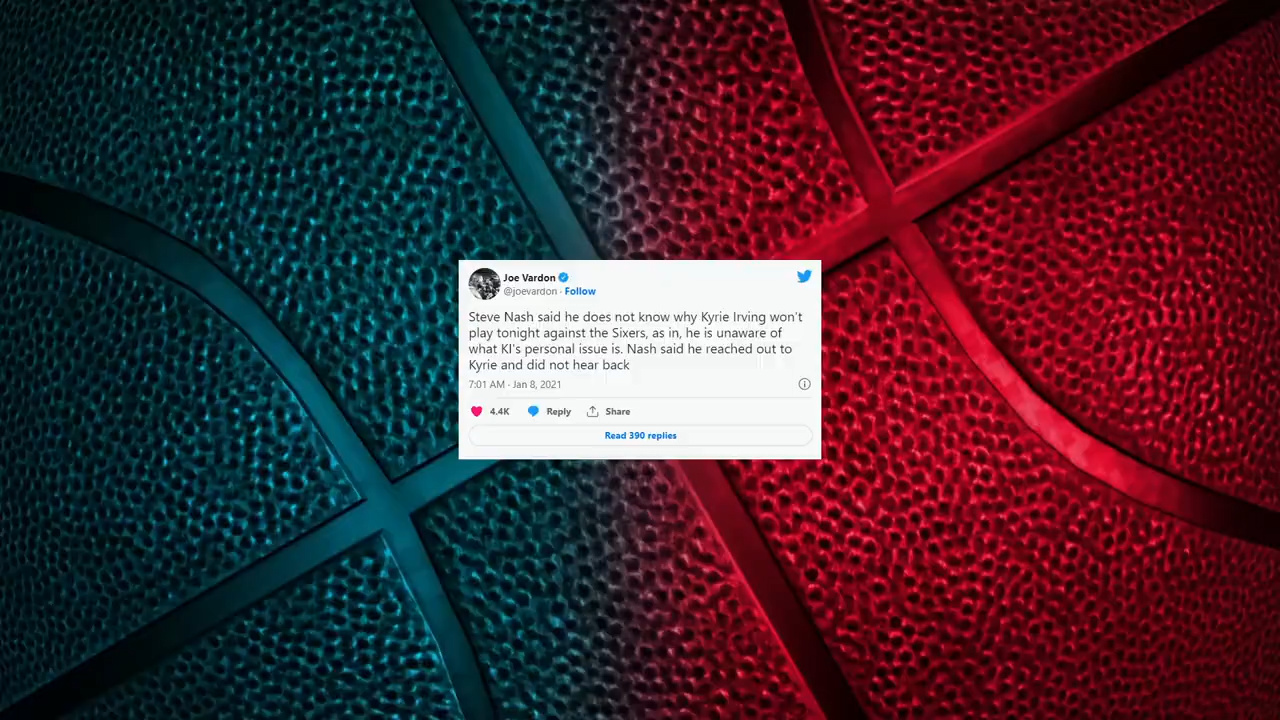 Joe Vardon
@joevardon · Follow
Steve Nash said he does not know why Kyrie Irving won't
play tonight against the Sixers, as in, he is unaware of
what KI's personal issue is. Nash said he reached out to
Kyrie and did not hear back
7:01 AM · Jan 8, 2021
4.4K Reply Share
Read 390 replies